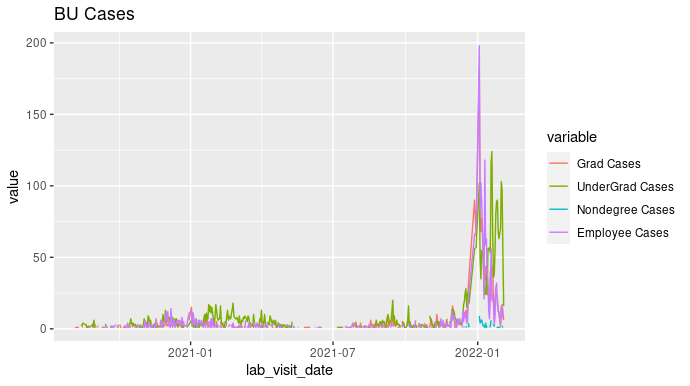 BU Cases
200
150
100
50
0
value
2021-01
2021-07
2022-01
lab_visit_date
variable
Grad Cases
UnderGrad Cases
Nondegree Cases
Employee Cases